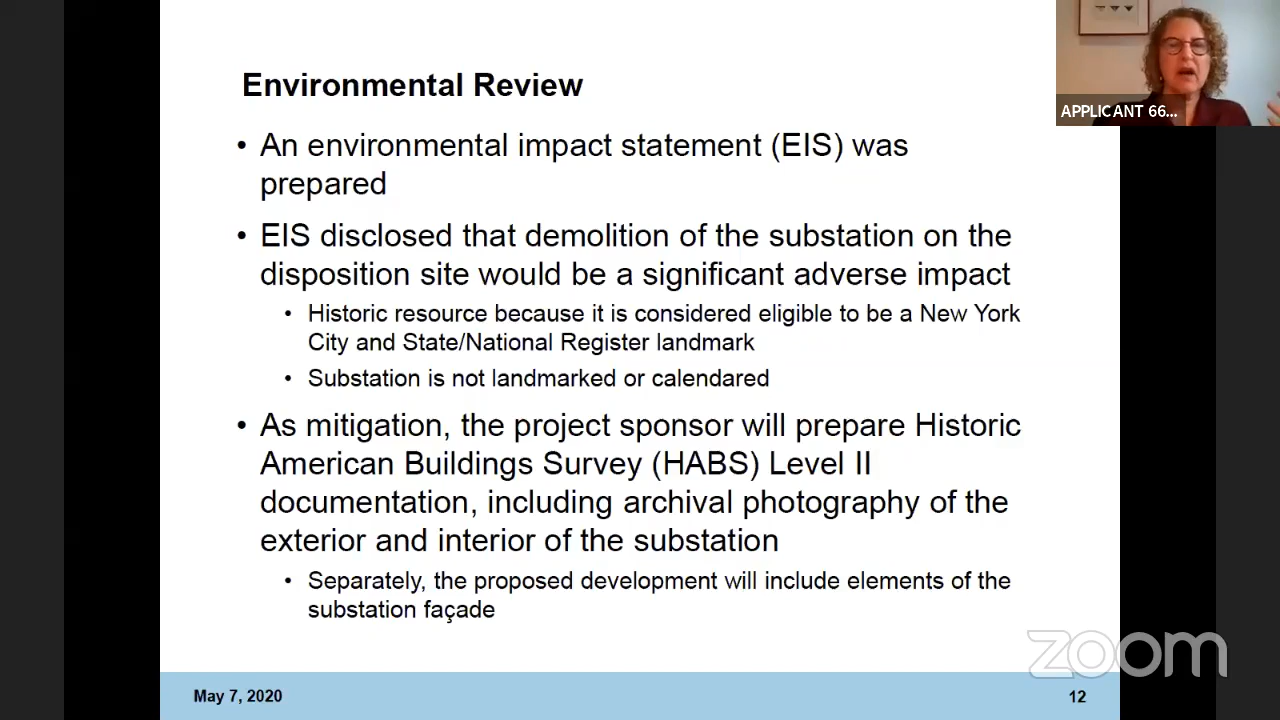 Environmental Review
• An environmental impact statement (EIS) was
prepared
• EIS disclosed that demolition of the substation on the
disposition site would be a significant adverse impact
• Historic resource because it is considered eligible to be a New York
City and State/National Register landmark
• Substation is not landmarked or calendared
• As mitigation, the project sponsor will prepare Historic
American Buildings Survey (HABS) Level II
documentation, including archival photography of the
exterior and interior of the substation
• Separately, the proposed development will include elements of the
substation façade
May 7, 2020
12
APPLICANT 66...
zoom